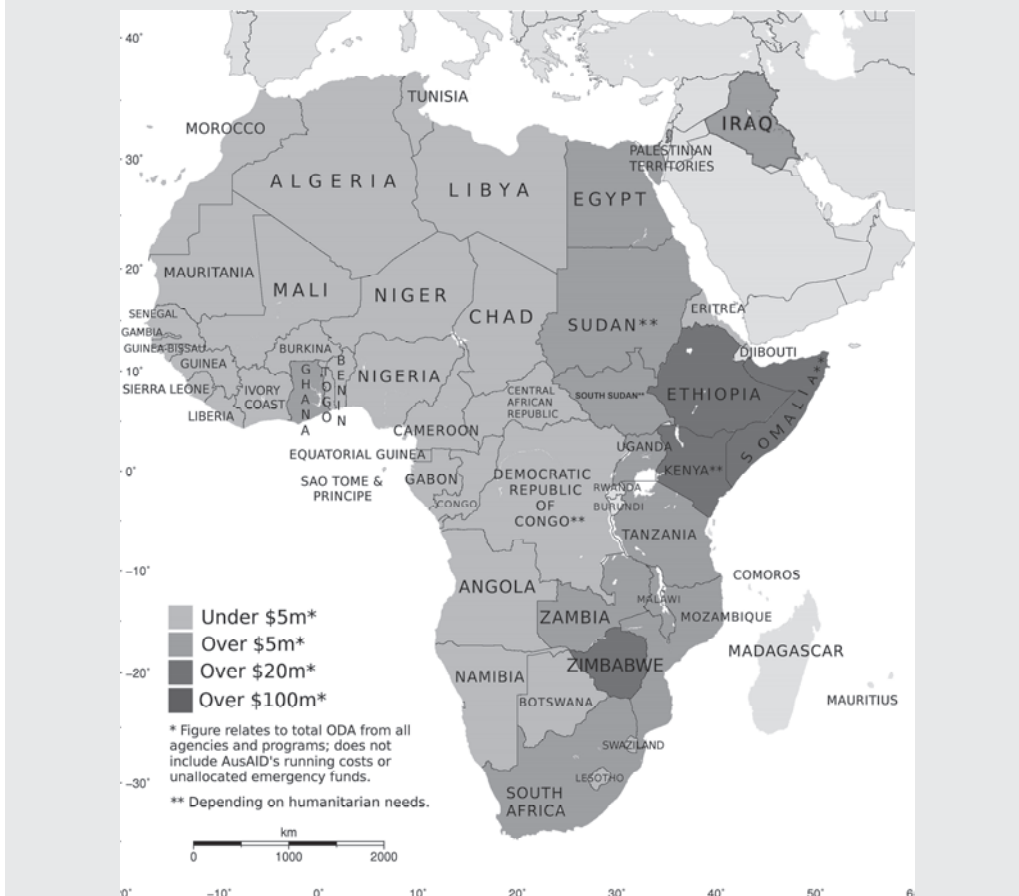 40˚
TUNISIA
MOROCCO
IRAQ
PALESTINIAN
TERRITORIES
30˚
ALGERIA
LIBYA
EGYPT
20˚
MAURITANIA
MALI
NIGER
CHAD
SUDAN**
ERITREA
SENEGAL
GAMBIA
GUINEA-BISSAU
BURKINA
DJIBOUTI
GUINEA
10˚
NIGERIA
BENIN
TOGO
GHANA
SIERRA LEONE
IVORY
COAST
CENTRAL
AFRICAN
REPUBLIC
SOUTH SUDAN**
ETHIOPIA
SOMALIA**
LIBERIA
CAMEROON
UGANDA
EQUATORIAL GUINEA
KENYA**
0˚
SAO TOME &
PRINCIPE
GABON
CONGO
DEMOCRATIC
REPUBLIC
OF
CONGO**
RWANDA
BURUNDI
TANZANIA
−10˚
ANGOLA
COMOROS
MALAWI
ZAMBIA
MOZAMBIQUE
MADAGASCAR
ZIMBABWE
−20˚
NAMIBIA
BOTSWANA
MAURITIUS
SWAZILAND
LESOTHO
−30˚
SOUTH
AFRICA
Under $5m*
Over $5m*
Over $20m*
Over $100m*
* Figure relates to total ODA from all
agencies and programs; does not
include AusAID's running costs or
unallocated emergency funds.
** Depending on humanitarian needs.
km
0 1000 2000
−10˚ 0˚ 10˚ 20˚ 30˚ 40˚ 50˚